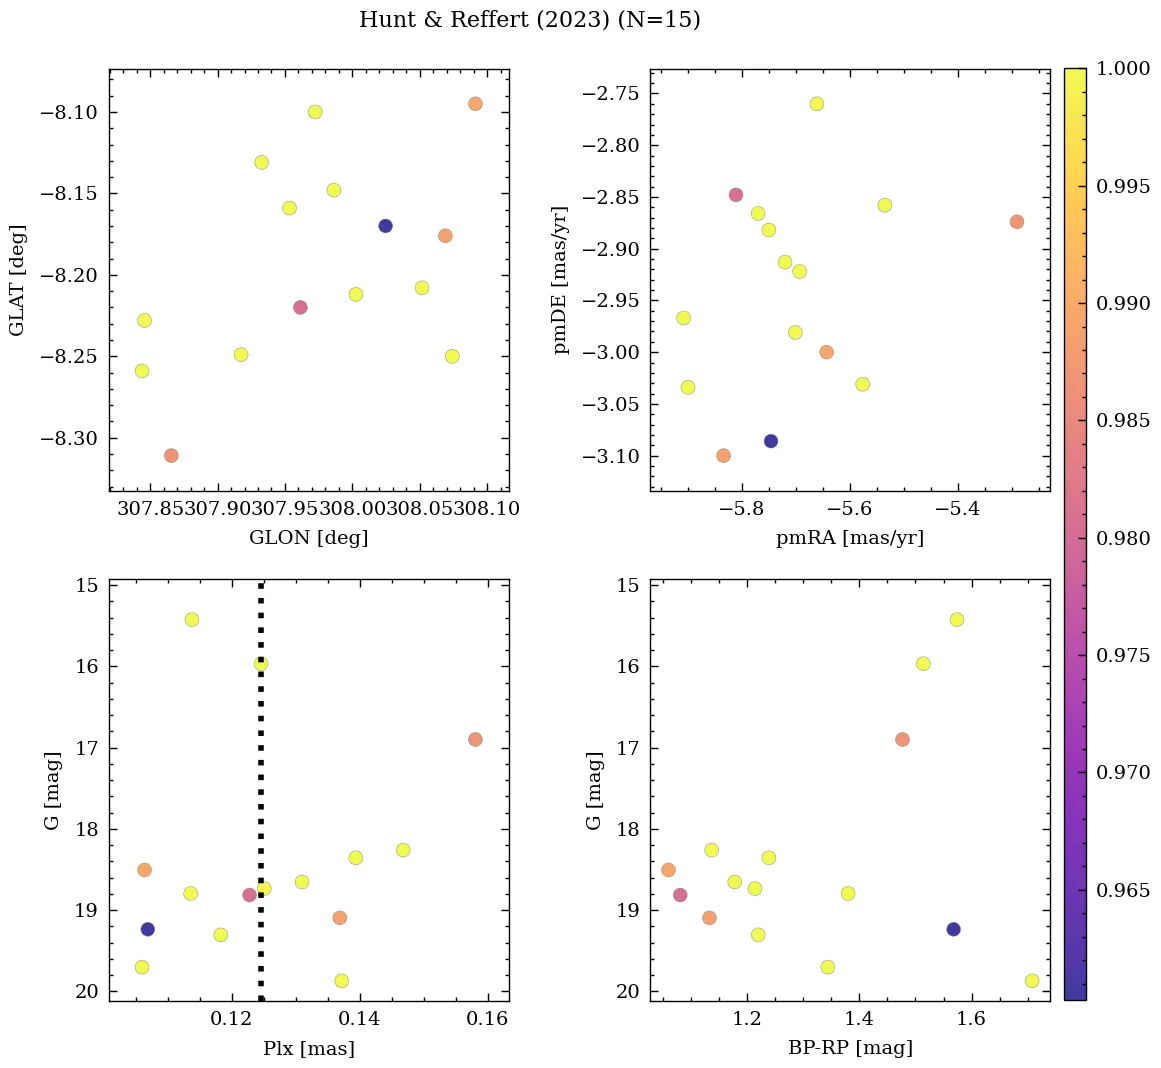 Hunt & Reffert (2023) (N=15)
−8.10
−8.15
−8.20
−8.25
−8.30
GLAT [deg]
307.85307.90307.95308.00308.05308.10
GLON [deg]
−2.75
−2.80
−2.85
−2.90
−2.95
−3.00
−3.05
−3.10
pmDE [mas/yr]
−5.8 −5.6 −5.4
pmRA [mas/yr]
15
16
17
18
19
20
G [mag]
0.12 0.14 0.16
Plx [mas]
15
16
17
18
19
20
G [mag]
1.2 1.4 1.6
BP-RP [mag]
1.000
0.995
0.990
0.985
0.980
0.975
0.970
0.965